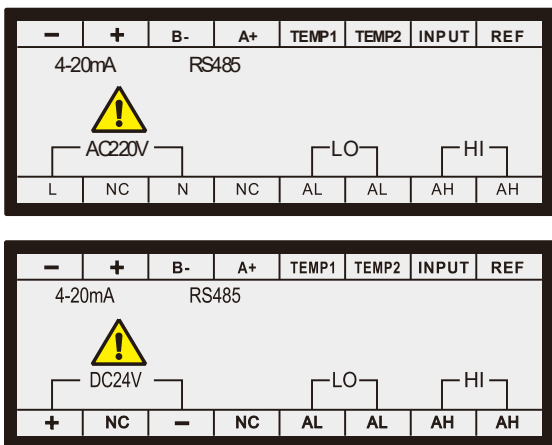 − + B- A+ TEMP1 TEMP2 INPUT REF
4-20mA RS485
AC220V LO HI
L NC N NC AL AL AH AH
− + B- A+ TEMP1 TEMP2 INPUT REF
4-20mA RS485
DC24V LO HI
+ NC − NC AL AL AH AH